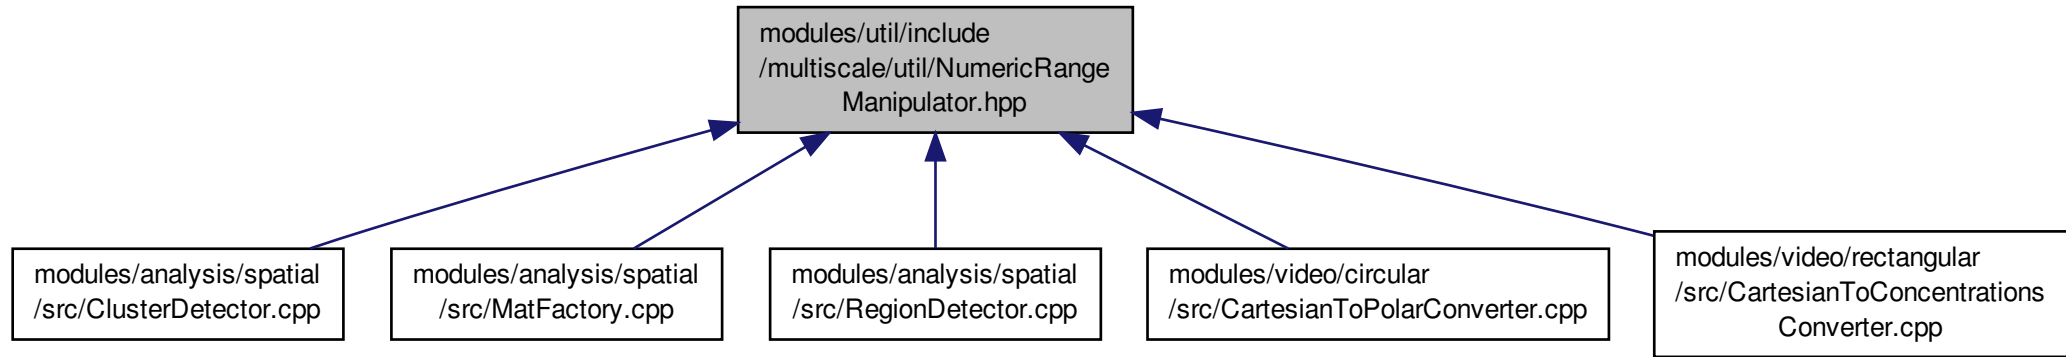 modules/util/include
/multiscale/util/NumericRange
Manipulator.hpp
modules/analysis/spatial
/src/ClusterDetector.cpp
modules/analysis/spatial
/src/MatFactory.cpp
modules/analysis/spatial
/src/RegionDetector.cpp
modules/video/circular
/src/CartesianToPolarConverter.cpp
modules/video/rectangular
/src/CartesianToConcentrations
Converter.cpp